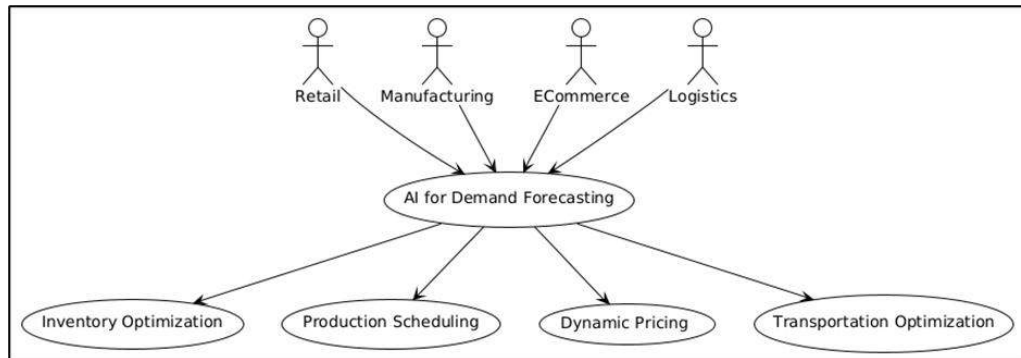 Retail
Manufacturing
ECommerce
Logistics
AI for Demand Forecasting
Inventory Optimization
Production Scheduling
Dynamic Pricing
Transportation Optimization